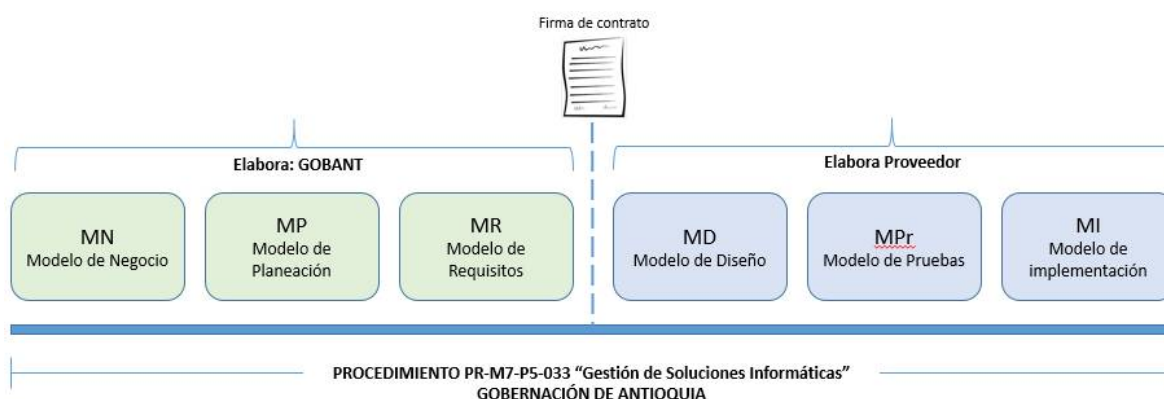 Firma de contrato
Elabora: GOBANT
Elabora Proveedor
MN
Modelo de Negocio
MP
Modelo de
Planeación
MR
Modelo de
Requisitos
MD
Modelo de Diseño
MPr
Modelo de Pruebas
MI
Modelo de
implementación
PROCEDIMIENTO PR-M7-P5-033 “Gestión de Soluciones Informáticas”
GOBERNACIÓN DE ANTIOQUIA